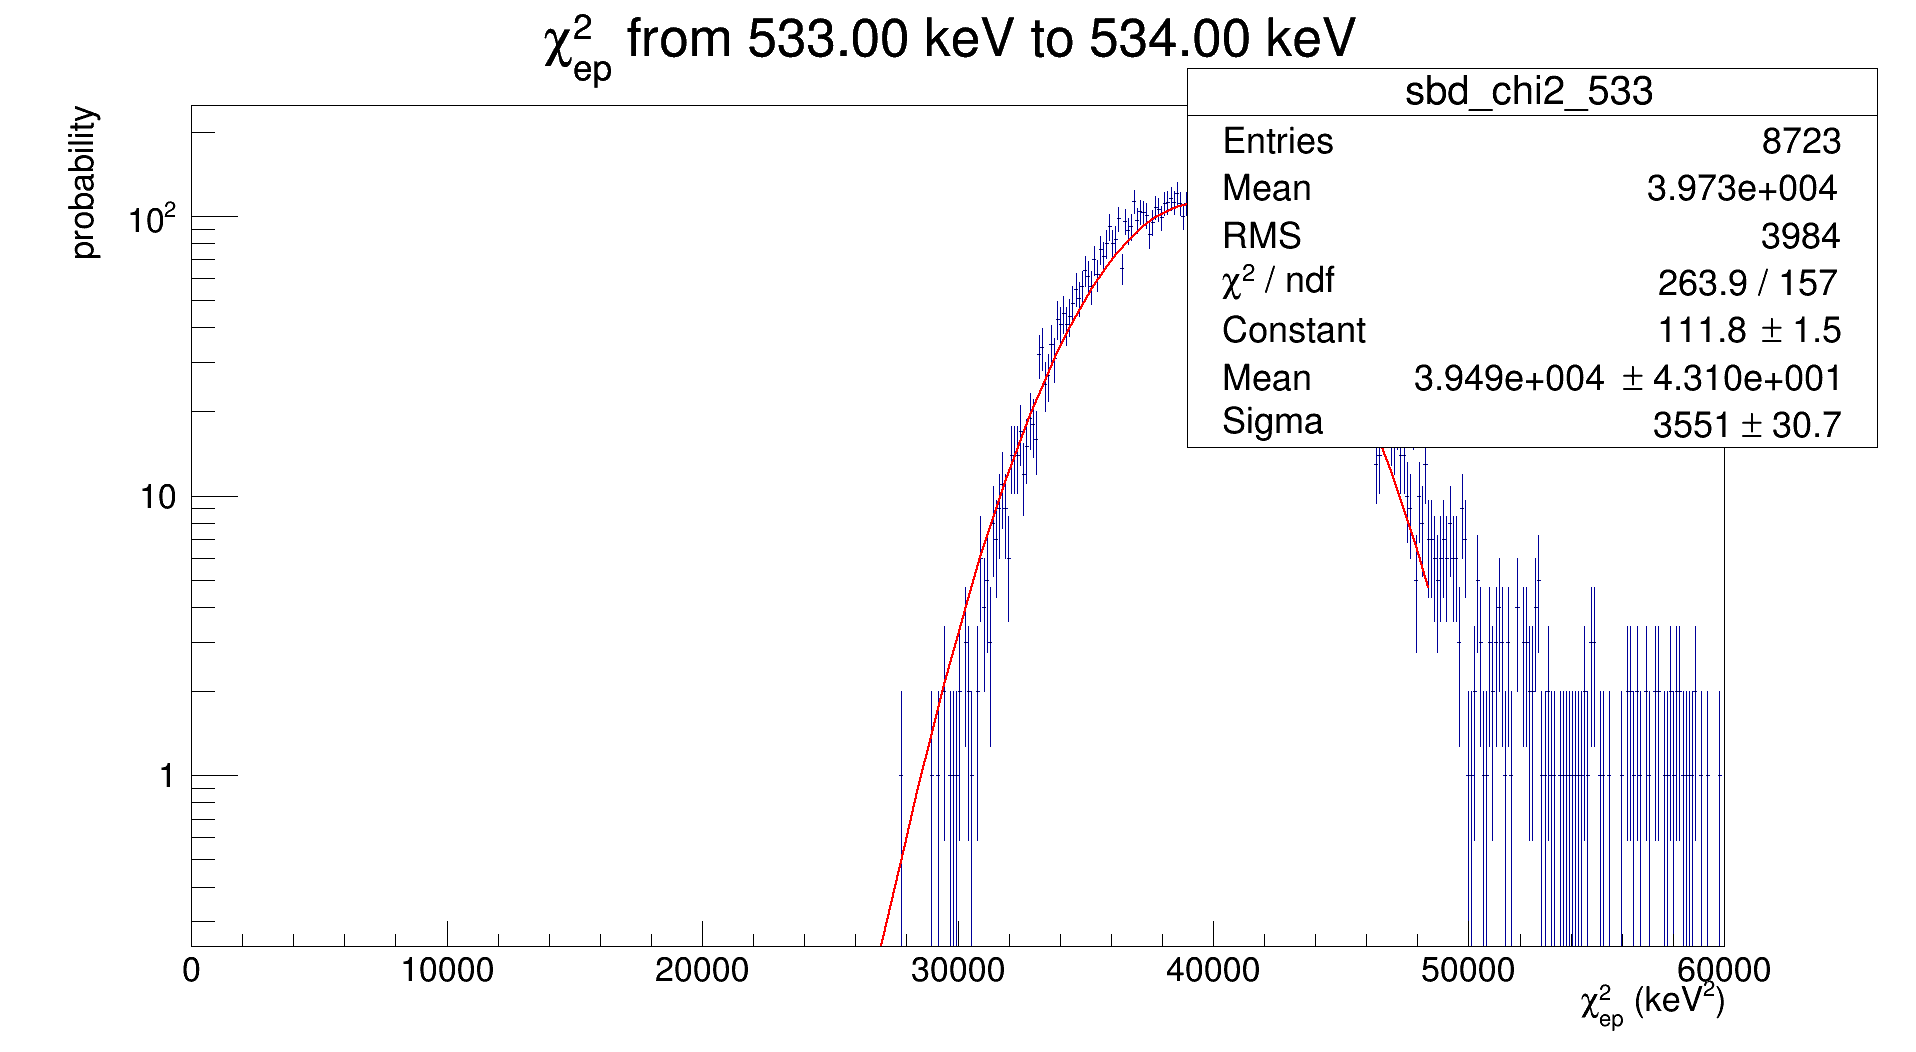 χ²ep from 533.00 keV to 534.00 keV
probability
sbd_chi2_533
Entries 8723
Mean 3.973e+004
RMS 3984
χ² / ndf 263.9 / 157
Constant 111.8 ± 1.5
Mean 3.949e+004 ± 4.310e+001
Sigma 3551 ± 30.7
10²
10
1
0 10000 20000 30000 40000 50000 60000
χ²ep (keV²)